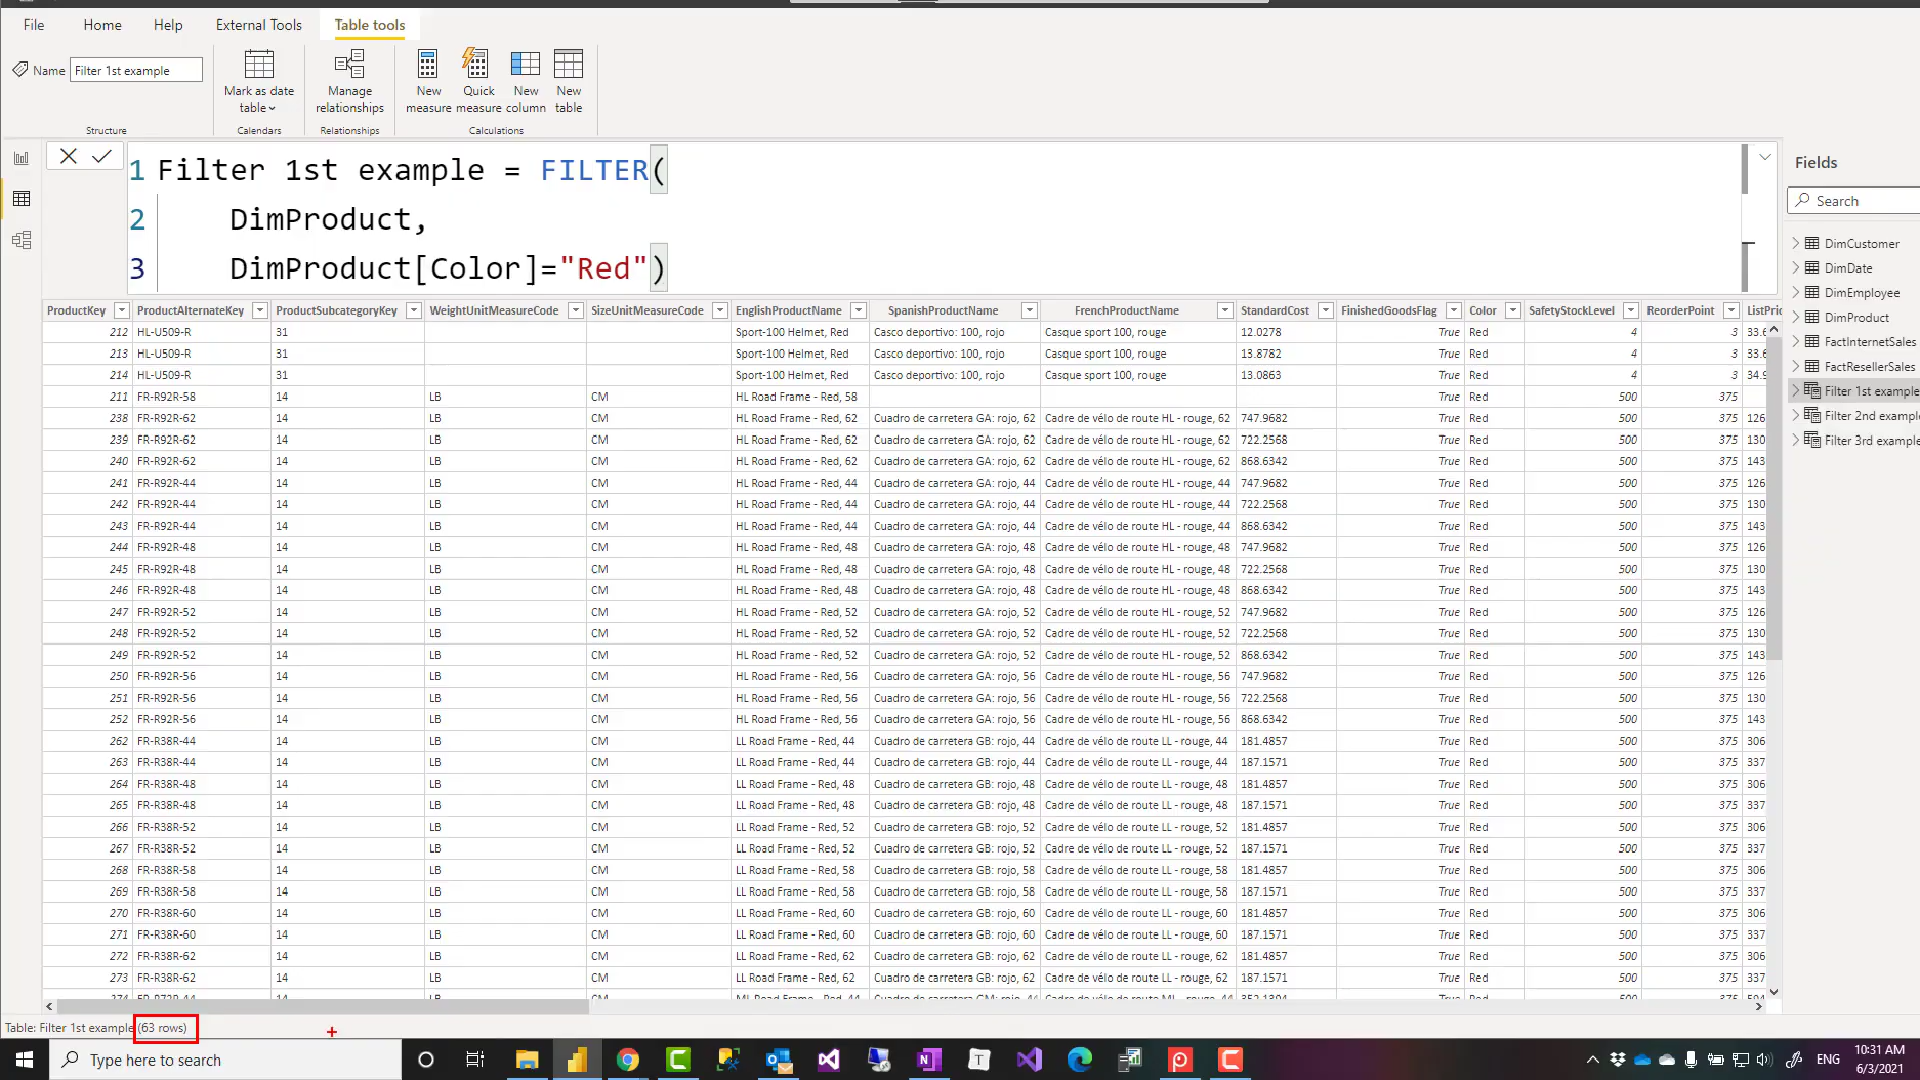 File Home Help External Tools Table tools
Name Filter 1st example
Mark as date table
Manage relationships
New measure
Quick measure
New column
New table
Structure Calendars Relationships Calculations
1 Filter 1st example = FILTER(
2 DimProduct,
3 DimProduct[Color]="Red")
ProductKey ProductAlternateKey ProductSubcategoryKey WeightUnitMeasureCode SizeUnitMeasureCode EnglishProductName SpanishProductName FrenchProductName StandardCost FinishedGoodsFlag Color SafetyStockLevel ReorderPoint ListPric
212 HL-U509-R 31 Sport-100 Helmet, Red Casco deportivo: 100, rojo Casque sport 100, rouge 12.0278 True Red 4 3 33.6
213 HL-U509-R 31 Sport-100 Helmet, Red Casco deportivo: 100, rojo Casque sport 100, rouge 13.8782 True Red 4 3 33.6
214 HL-U509-R 31 Sport-100 Helmet, Red Casco deportivo: 100, rojo Casque sport 100, rouge 13.0863 True Red 4 3 34.9
211 FR-R92R-58 14 LB CM HL Road Frame - Red, 58 True Red 500 375
238 FR-R92R-62 14 LB CM HL Road Frame - Red, 62 Cuadro de carretera GA: rojo, 62 Cadre de vélo de route HL - rouge, 62 747.9682 True Red 500 375 126
239 FR-R92R-62 14 LB CM HL Road Frame - Red, 62 Cuadro de carretera GA: rojo, 62 Cadre de vélo de route HL - rouge, 62 722.2568 True Red 500 375 130
240 FR-R92R-62 14 LB CM HL Road Frame - Red, 62 Cuadro de carretera GA: rojo, 62 Cadre de vélo de route HL - rouge, 62 868.6342 True Red 500 375 143
241 FR-R92R-44 14 LB CM HL Road Frame - Red, 44 Cuadro de carretera GA: rojo, 44 Cadre de vélo de route HL - rouge, 44 747.9682 True Red 500 375 126
242 FR-R92R-44 14 LB CM HL Road Frame - Red, 44 Cuadro de carretera GA: rojo, 44 Cadre de vélo de route HL - rouge, 44 722.2568 True Red 500 375 130
243 FR-R92R-44 14 LB CM HL Road Frame - Red, 44 Cuadro de carretera GA: rojo, 44 Cadre de vélo de route HL - rouge, 44 868.6342 True Red 500 375 143
244 FR-R92R-48 14 LB CM HL Road Frame - Red, 48 Cuadro de carretera GA: rojo, 48 Cadre de vélo de route HL - rouge, 48 747.9682 True Red 500 375 126
245 FR-R92R-48 14 LB CM HL Road Frame - Red, 48 Cuadro de carretera GA: rojo, 48 Cadre de vélo de route HL - rouge, 48 722.2568 True Red 500 375 130
246 FR-R92R-48 14 LB CM HL Road Frame - Red, 48 Cuadro de carretera GA: rojo, 48 Cadre de vélo de route HL - rouge, 48 868.6342 True Red 500 375 143
247 FR-R92R-52 14 LB CM HL Road Frame - Red, 52 Cuadro de carretera GA: rojo, 52 Cadre de vélo de route HL - rouge, 52 747.9682 True Red 500 375 126
248 FR-R92R-52 14 LB CM HL Road Frame - Red, 52 Cuadro de carretera GA: rojo, 52 Cadre de vélo de route HL - rouge, 52 722.2568 True Red 500 375 130
249 FR-R92R-52 14 LB CM HL Road Frame - Red, 52 Cuadro de carretera GA: rojo, 52 Cadre de vélo de route HL - rouge, 52 868.6342 True Red 500 375 143
250 FR-R92R-56 14 LB CM HL Road Frame - Red, 56 Cuadro de carretera GA: rojo, 56 Cadre de vélo de route HL - rouge, 56 747.9682 True Red 500 375 126
251 FR-R92R-56 14 LB CM HL Road Frame - Red, 56 Cuadro de carretera GA: rojo, 56 Cadre de vélo de route HL - rouge, 56 722.2568 True Red 500 375 130
252 FR-R92R-56 14 LB CM HL Road Frame - Red, 56 Cuadro de carretera GA: rojo, 56 Cadre de vélo de route HL - rouge, 56 868.6342 True Red 500 375 143
262 FR-R38R-44 14 LB CM LL Road Frame - Red, 44 Cuadro de carretera GB: rojo, 44 Cadre de vélo de route LL - rouge, 44 181.4857 True Red 500 375 306
263 FR-R38R-44 14 LB CM LL Road Frame - Red, 44 Cuadro de carretera GB: rojo, 44 Cadre de vélo de route LL - rouge, 44 187.1571 True Red 500 375 337
264 FR-R38R-48 14 LB CM LL Road Frame - Red, 48 Cuadro de carretera GB: rojo, 48 Cadre de vélo de route LL - rouge, 48 181.4857 True Red 500 375 306
265 FR-R38R-48 14 LB CM LL Road Frame - Red, 48 Cuadro de carretera GB: rojo, 48 Cadre de vélo de route LL - rouge, 48 187.1571 True Red 500 375 337
266 FR-R38R-52 14 LB CM LL Road Frame - Red, 52 Cuadro de carretera GB: rojo, 52 Cadre de vélo de route LL - rouge, 52 181.4857 True Red 500 375 306
267 FR-R38R-52 14 LB CM LL Road Frame - Red, 52 Cuadro de carretera GB: rojo, 52 Cadre de vélo de route LL - rouge, 52 187.1571 True Red 500 375 337
268 FR-R38R-58 14 LB CM LL Road Frame - Red, 58 Cuadro de carretera GB: rojo, 58 Cadre de vélo de route LL - rouge, 58 181.4857 True Red 500 375 306
269 FR-R38R-58 14 LB CM LL Road Frame - Red, 58 Cuadro de carretera GB: rojo, 58 Cadre de vélo de route LL - rouge, 58 187.1571 True Red 500 375 337
270 FR-R38R-60 14 LB CM LL Road Frame - Red, 60 Cuadro de carretera GB: rojo, 60 Cadre de vélo de route LL - rouge, 60 181.4857 True Red 500 375 306
271 FR-R38R-60 14 LB CM LL Road Frame - Red, 60 Cuadro de carretera GB: rojo, 60 Cadre de vélo de route LL - rouge, 60 187.1571 True Red 500 375 337
272 FR-R38R-62 14 LB CM LL Road Frame - Red, 62 Cuadro de carretera GB: rojo, 62 Cadre de vélo de route LL - rouge, 62 181.4857 True Red 500 375 306
273 FR-R38R-62 14 LB CM LL Road Frame - Red, 62 Cuadro de carretera GB: rojo, 62 Cadre de vélo de route LL - rouge, 62 187.1571 True Red 500 375 337
Fields
Search
DimCustomer
DimDate
DimEmployee
DimProduct
FactInternetSales
FactResellerSales
Filter 1st example
Filter 2nd example
Filter 3rd example
Table: Filter 1st example (63 rows)
Type here to search
ENG
10:31 AM
6/3/2021